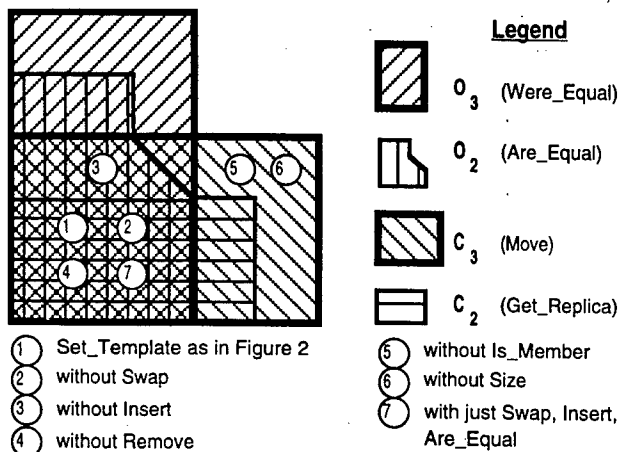 Legend
O3 (Were_Equal)
O2 (Are_Equal)
C3 (Move)
C2 (Get_Replica)
3
5
6
1
2
4
7
1 Set_Template as in Figure 2
2 without Swap
3 without Insert
4 without Remove
5 without Is_Member
6 without Size
7 with just Swap, Insert,
Are_Equal